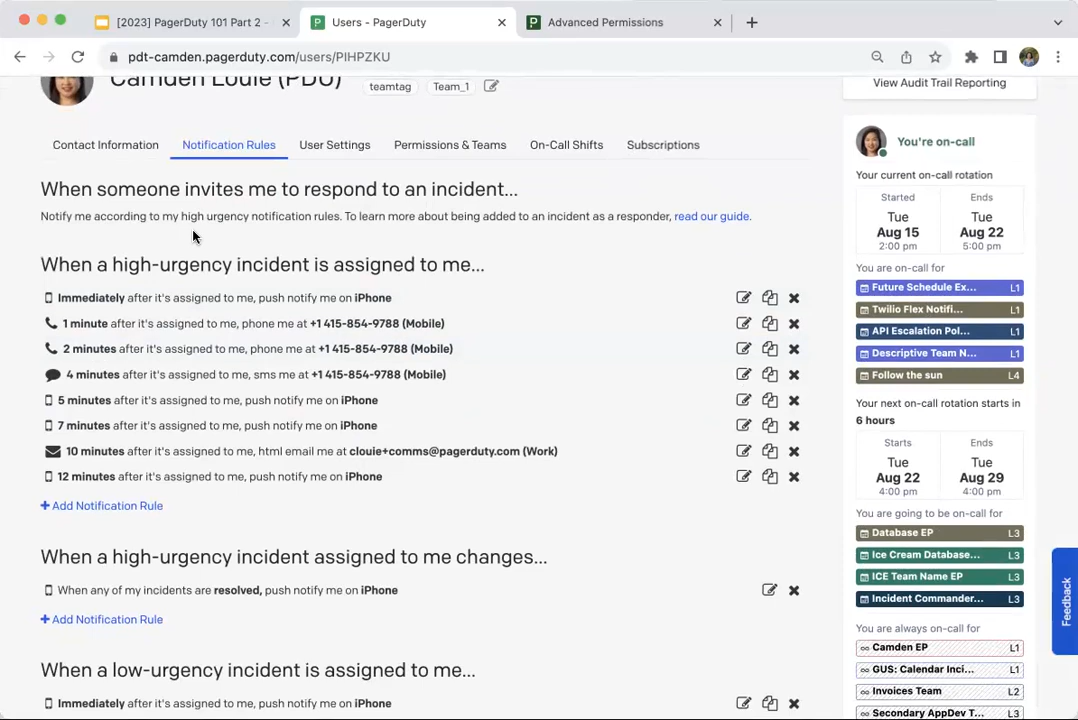 [2023] PagerDuty 101 Part 2 -
Users - PagerDuty
Advanced Permissions
pdt-camden.pagerduty.com/users/PIHPZKU
Camden Louie (PDU)
teamtag
Team_1
Contact Information
Notification Rules
User Settings
Permissions & Teams
On-Call Shifts
Subscriptions
When someone invites me to respond to an incident...
Notify me according to my high urgency notification rules. To learn more about being added to an incident as a responder, read our guide.
When a high-urgency incident is assigned to me...
Immediately after it's assigned to me, push notify me on iPhone
1 minute after it's assigned to me, phone me at +1 415-854-9788 (Mobile)
2 minutes after it's assigned to me, phone me at +1 415-854-9788 (Mobile)
4 minutes after it's assigned to me, sms me at +1 415-854-9788 (Mobile)
5 minutes after it's assigned to me, push notify me on iPhone
7 minutes after it's assigned to me, push notify me on iPhone
10 minutes after it's assigned to me, html email me at clouie+comms@pagerduty.com (Work)
12 minutes after it's assigned to me, push notify me on iPhone
+ Add Notification Rule
When a high-urgency incident assigned to me changes...
When any of my incidents are resolved, push notify me on iPhone
+ Add Notification Rule
When a low-urgency incident is assigned to me...
Immediately after it's assigned to me, push notify me on iPhone
View Audit Trail Reporting
You're on-call
Your current on-call rotation
Started
Tue
Aug 15
2:00 pm
Ends
Tue
Aug 22
5:00 pm
You are on-call for
Future Schedule Ex... L1
Twilio Flex Notifi... L1
API Escalation Pol... L1
Descriptive Team N... L1
Follow the sun L4
Your next on-call rotation starts in
6 hours
Starts
Tue
Aug 22
4:00 pm
Ends
Tue
Aug 29
4:00 pm
You are going to be on-call for
Database EP L3
Ice Cream Database... L3
ICE Team Name EP L3
Incident Commander... L3
You are always on-call for
Camden EP L1
GUS: Calendar Inci... L1
Invoices Team L2
Secondary AppDev T... L3
Feedback